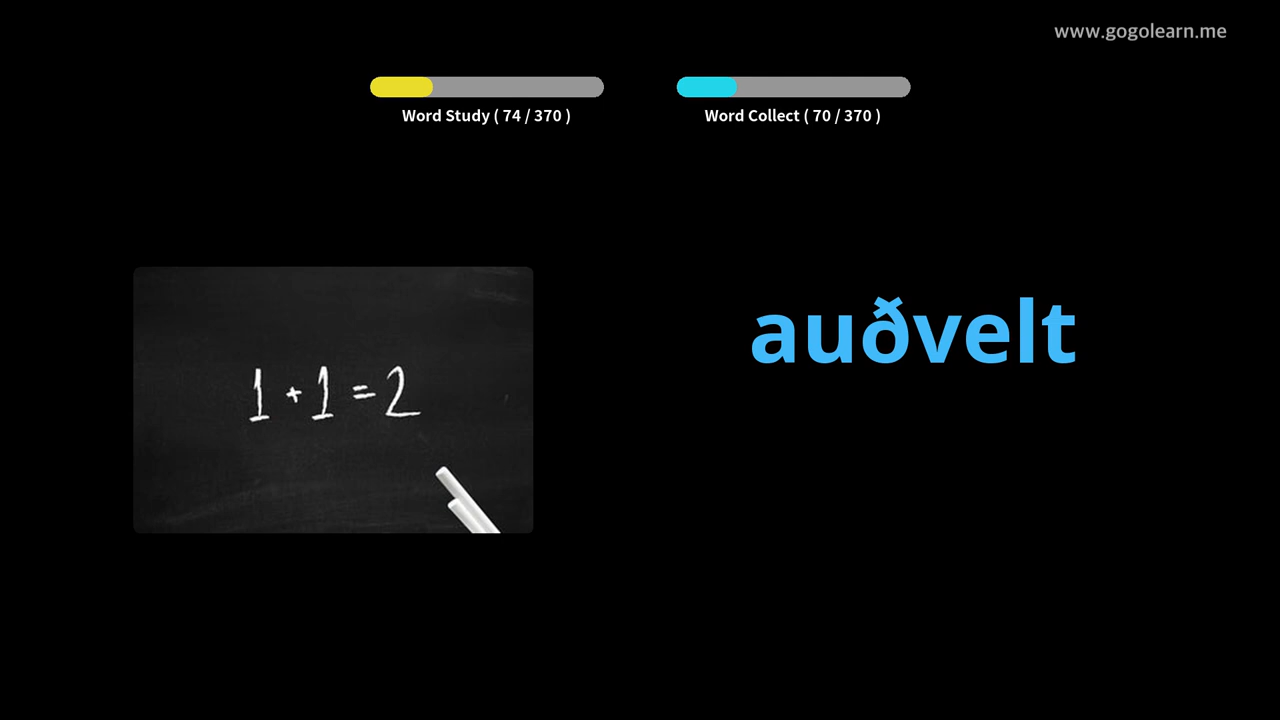 www.gogolearn.me
Word Study ( 74 / 370 )
Word Collect ( 70 / 370 )
auðvelt
1 + 1 = 2